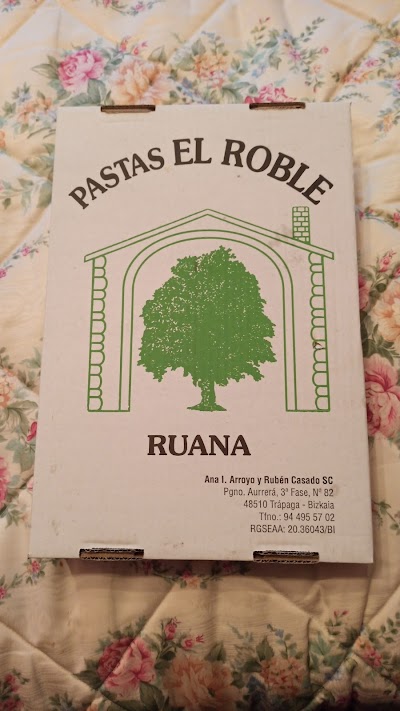 PASTAS EL ROBLE
RUANA
Ana I. Arroyo y Rubén Casado SC
Pgno. Aurrerá, 3ª Fase, Nº 82
48510 Trápaga - Bizkaia
Tfno.: 94 495 57 02
RGSEAA: 20.36043/BI